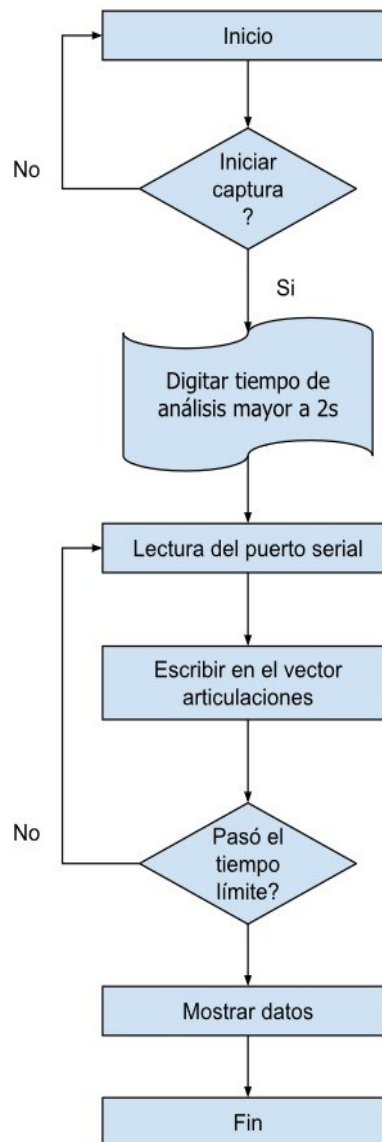 Inicio
Iniciar
captura
?
No
Si
Digitar tiempo de
análisis mayor a 2s
Lectura del puerto serial
Escribir en el vector
articulaciones
No
Pasó el
tiempo
límite?
Mostrar datos
Fin